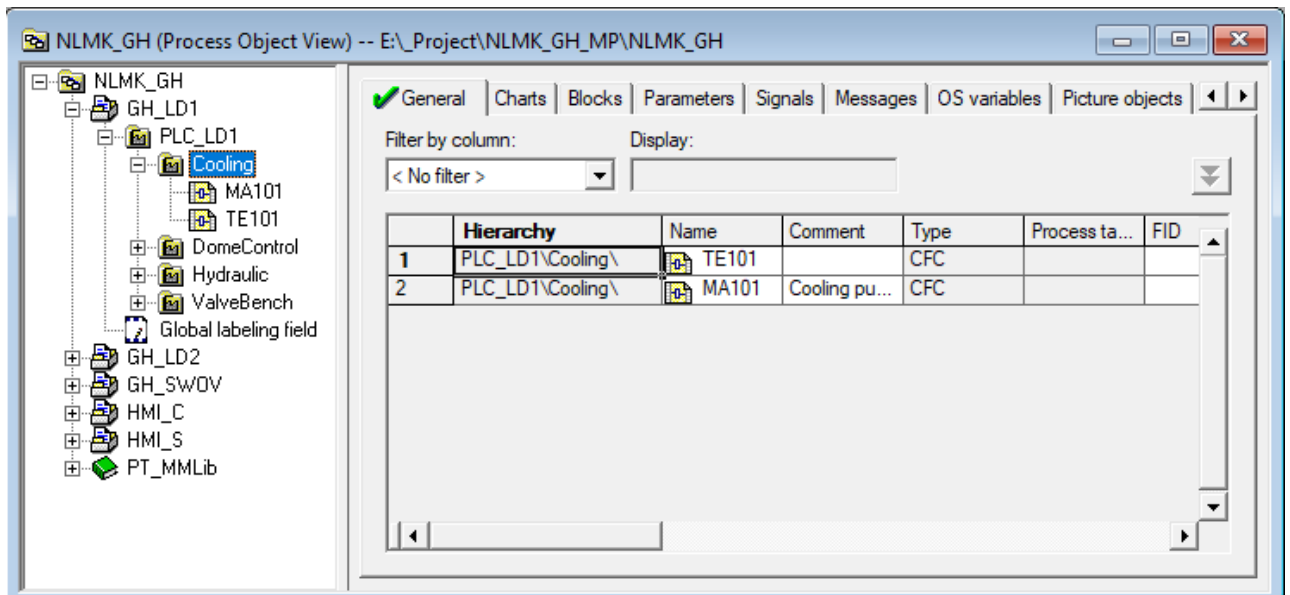 NLMK_GH (Process Object View) -- E:\_Project\NLMK_GH_MP\NLMK_GH
NLMK_GH
GH_LD1
PLC_LD1
Cooling
MA101
TE101
DomeControl
Hydraulic
ValveBench
Global labeling field
GH_LD2
GH_SWOV
HMI_C
HMI_S
PT_MMLib
General Charts Blocks Parameters Signals Messages OS variables Picture objects
Filter by column: Display:
< No filter >
Hierarchy Name Comment Type Process ta... FID
1 PLC_LD1\Cooling\ TE101 CFC
2 PLC_LD1\Cooling\ MA101 Cooling pu... CFC